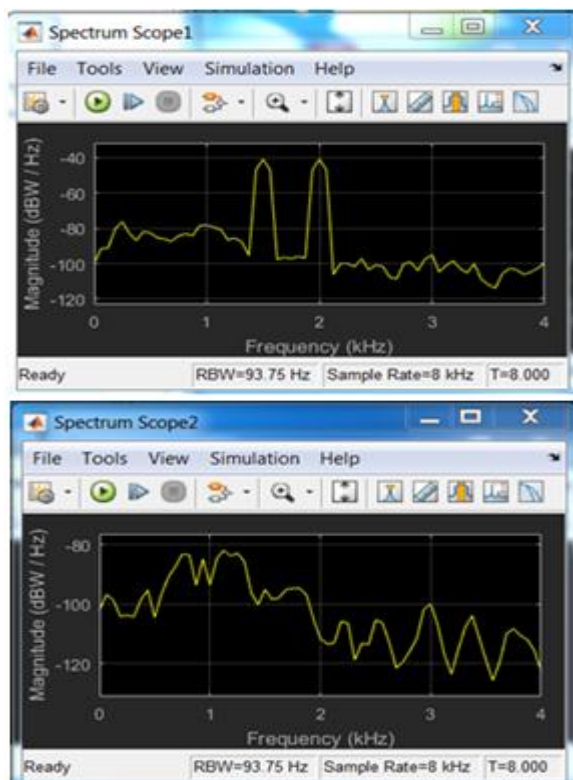 Spectrum Scope1
File Tools View Simulation Help
Magnitude (dBW / Hz)
-40
-60
-80
-100
-120
0 1 2 3 4
Frequency (kHz)
Ready RBW=93.75 Hz Sample Rate=8 kHz T=8.000
Spectrum Scope2
File Tools View Simulation Help
Magnitude (dBW / Hz)
-80
-100
-120
0 1 2 3 4
Frequency (kHz)
Ready RBW=93.75 Hz Sample Rate=8 kHz T=8.000